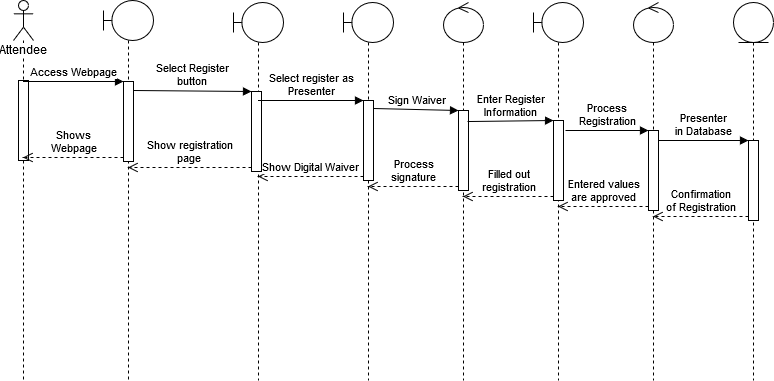 Attendee
Access Webpage
Select Register
button
Select register as
Presenter
Sign Waiver
Enter Register
Information
Process
Registration
Presenter
in Database
Shows
Webpage
Show registration
page
Show Digital Waiver
Process
signature
Filled out
registration
Entered values
are approved
Confirmation
of Registration